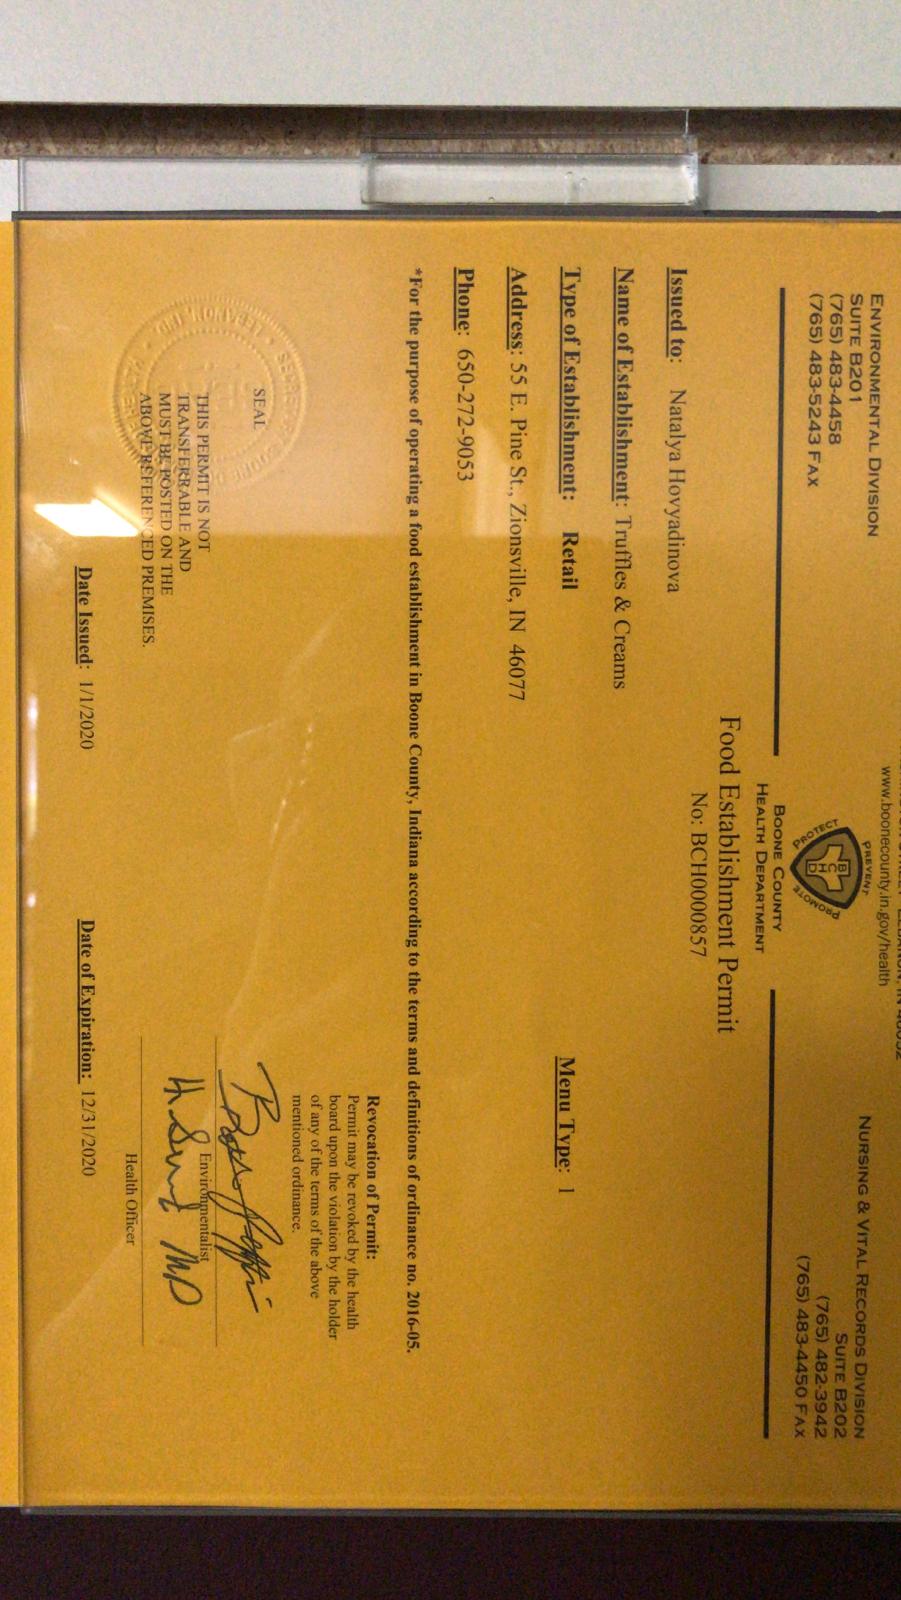 www.boonecounty.in.gov/health
ENVIRONMENTAL DIVISION
SUITE B201
(765) 483-4458
(765) 483-5243 FAX
PREVENT
PROTECT
PROMOTE
BCHD
NURSING & VITAL RECORDS DIVISION
SUITE B202
(765) 482-3942
(765) 483-4450 FAX
BOONE COUNTY
HEALTH DEPARTMENT
Food Establishment Permit
No: BCH0000857
Issued to: Natalya Hovyadinova
Name of Establishment: Truffles & Creams
Type of Establishment: Retail Menu Type: 1
Address: 55 E. Pine St., Zionsville, IN 46077
Phone: 650-272-9053
*For the purpose of operating a food establishment in Boone County, Indiana according to the terms and definitions of ordinance no. 2016-05.
Revocation of Permit:
Permit may be revoked by the health
board upon the violation by the holder
of any of the terms of the above
mentioned ordinance.
SEAL
THIS PERMIT IS NOT
TRANSFERRABLE AND
MUST BE POSTED ON THE
ABOVE REFERENCED PREMISES.
Environmentalist
MD
Health Officer
Date Issued: 1/1/2020 Date of Expiration: 12/31/2020